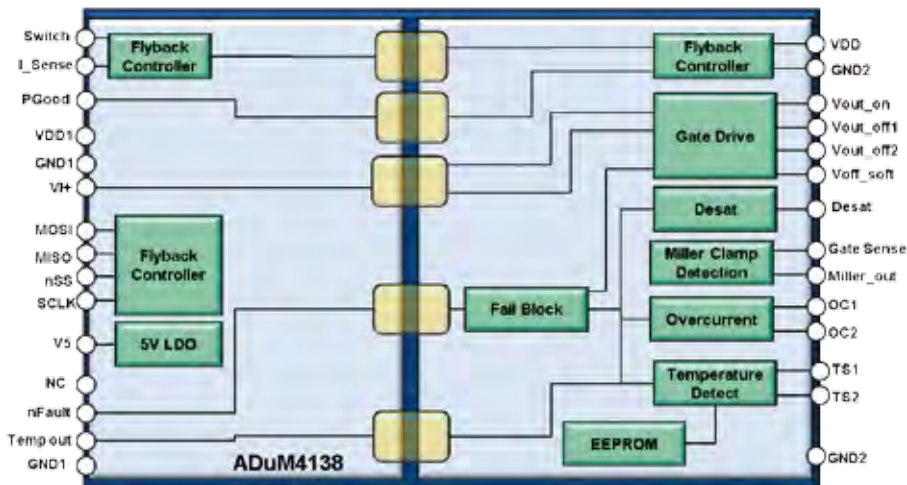 Switch
I_Sense
PGood
VDD1
GND1
VI+
MOSI
MISO
nSS
SCLK
V5
NC
nFault
Temp out
GND1
Flyback
Controller
Flyback
Controller
5V LDO
ADuM4138
Fail Block
EEPROM
Flyback
Controller
Gate Drive
Desat
Miller Clamp
Detection
Overcurrent
Temperature
Detect
VDD
GND2
Vout_on
Vout_off1
Vout_off2
Voff_soft
Desat
Gate Sense
Miller_out
OC1
OC2
TS1
TS2
GND2